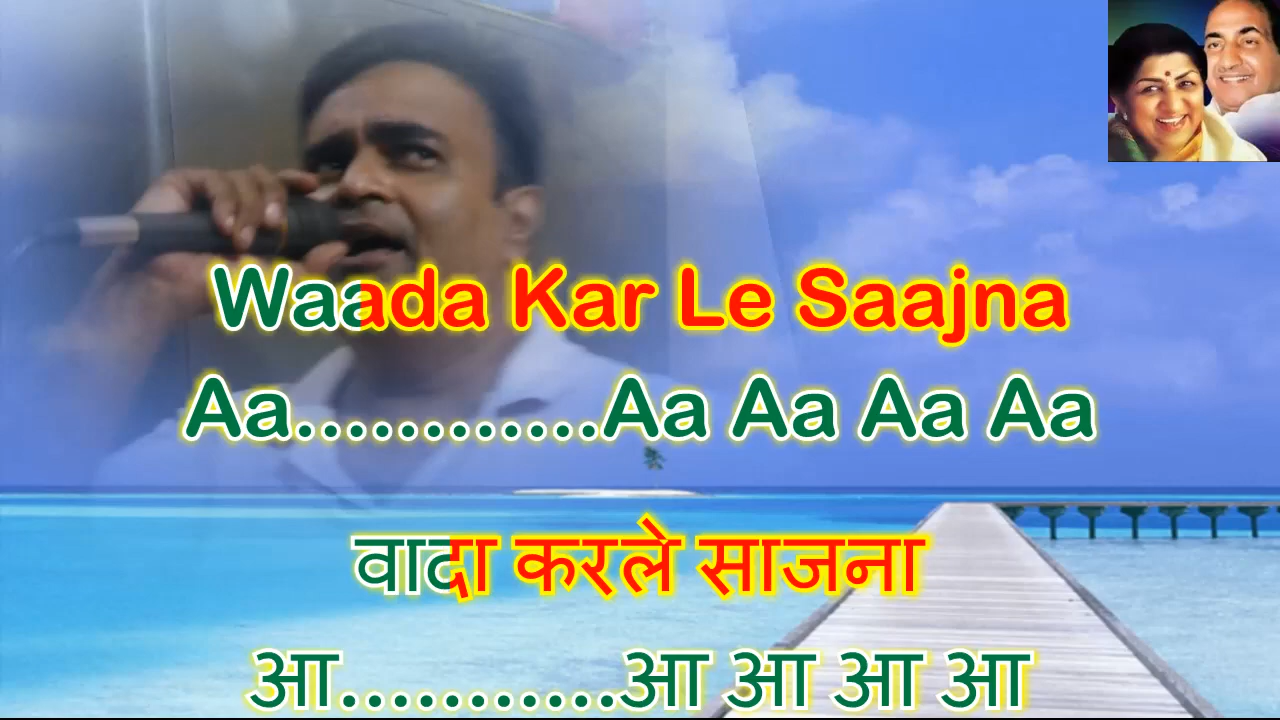 Waada Kar Le Saajna
Aa............Aa Aa Aa Aa
वादा करले साजना
आ...........आ आ आ आ